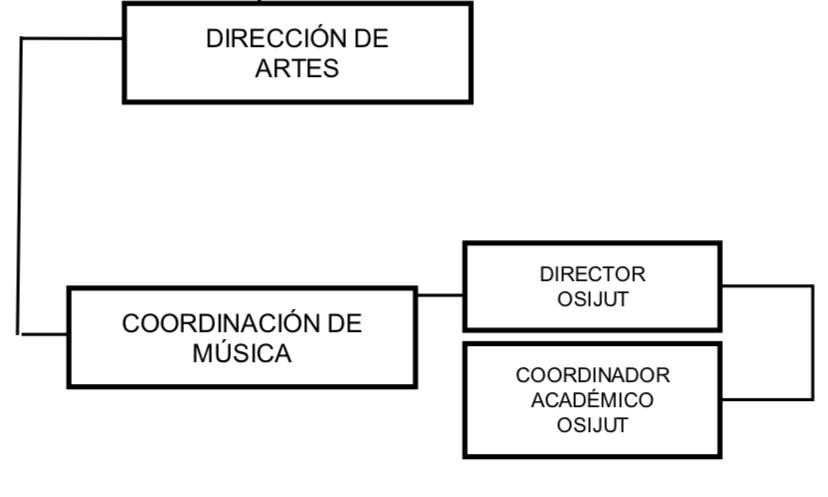 DIRECCIÓN DE
ARTES
DIRECTOR
OSIJUT
COORDINACIÓN DE
MÚSICA
COORDINADOR
ACADÉMICO
OSIJUT